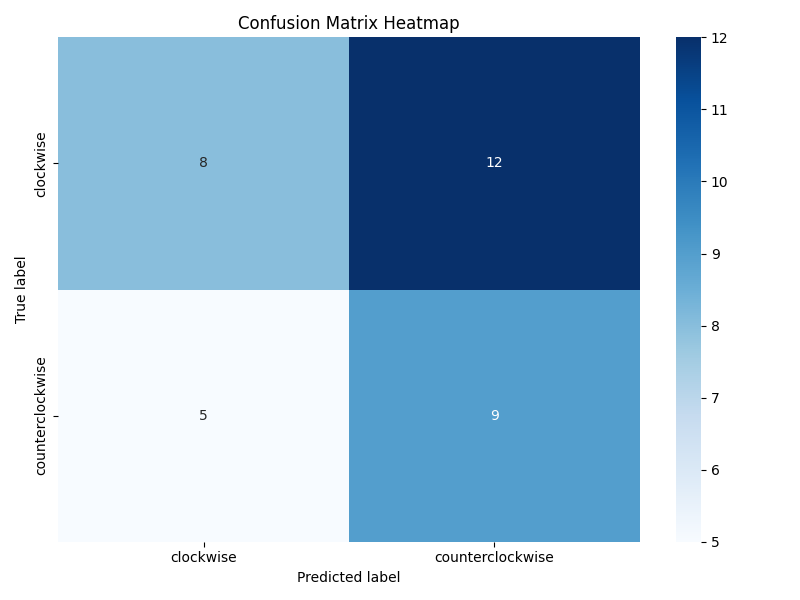 Confusion Matrix Heatmap
clockwise
counterclockwise
True label
8
12
5
9
clockwise
counterclockwise
Predicted label
12
11
10
9
8
7
6
5